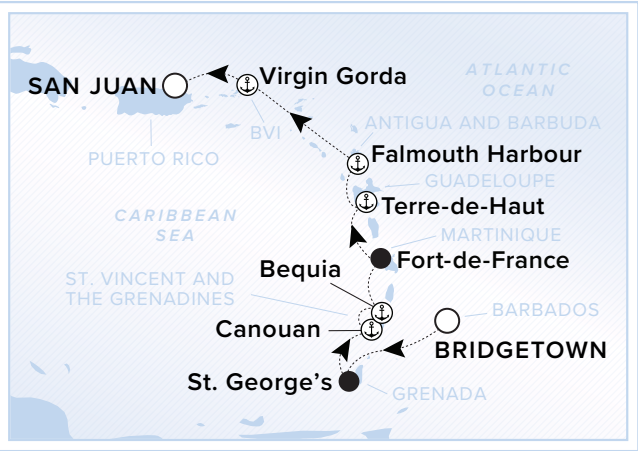 ATLANTIC
OCEAN
Virgin Gorda
SAN JUAN
BVI
ANTIGUA AND BARBUDA
PUERTO RICO
Falmouth Harbour
GUADELOUPE
Terre-de-Haut
CARIBBEAN
SEA
MARTINIQUE
Fort-de-France
Bequia
ST. VINCENT AND
THE GRENADINES
BARBADOS
Canouan
BRIDGETOWN
St. George's
GRENADA